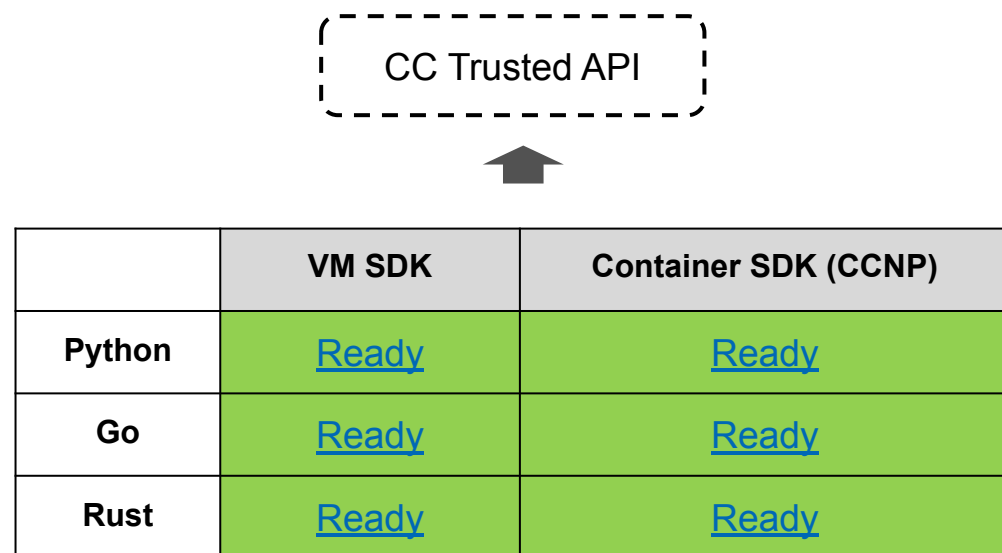 CC Trusted API
VM SDK Container SDK (CCNP)
Python Ready Ready
Go Ready Ready
Rust Ready Ready